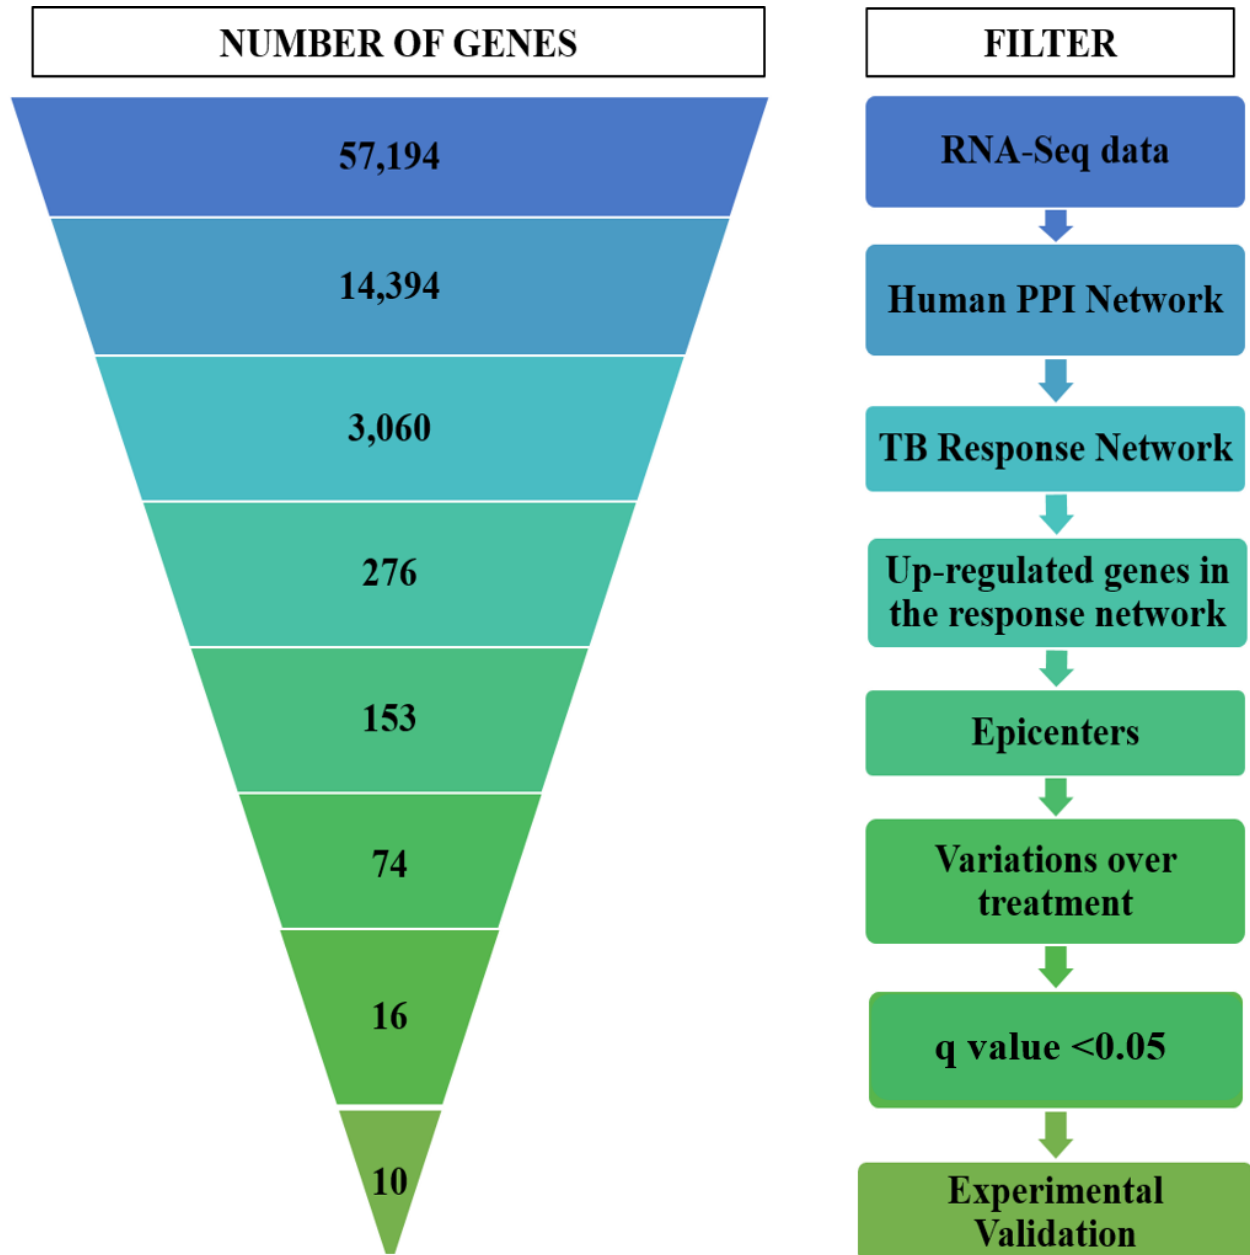 NUMBER OF GENES
FILTER
57,194
RNA-Seq data
14,394
Human PPI Network
3,060
TB Response Network
276
Up-regulated genes in
the response network
153
Epicenters
74
Variations over
treatment
16
q value <0.05
10
Experimental
Validation